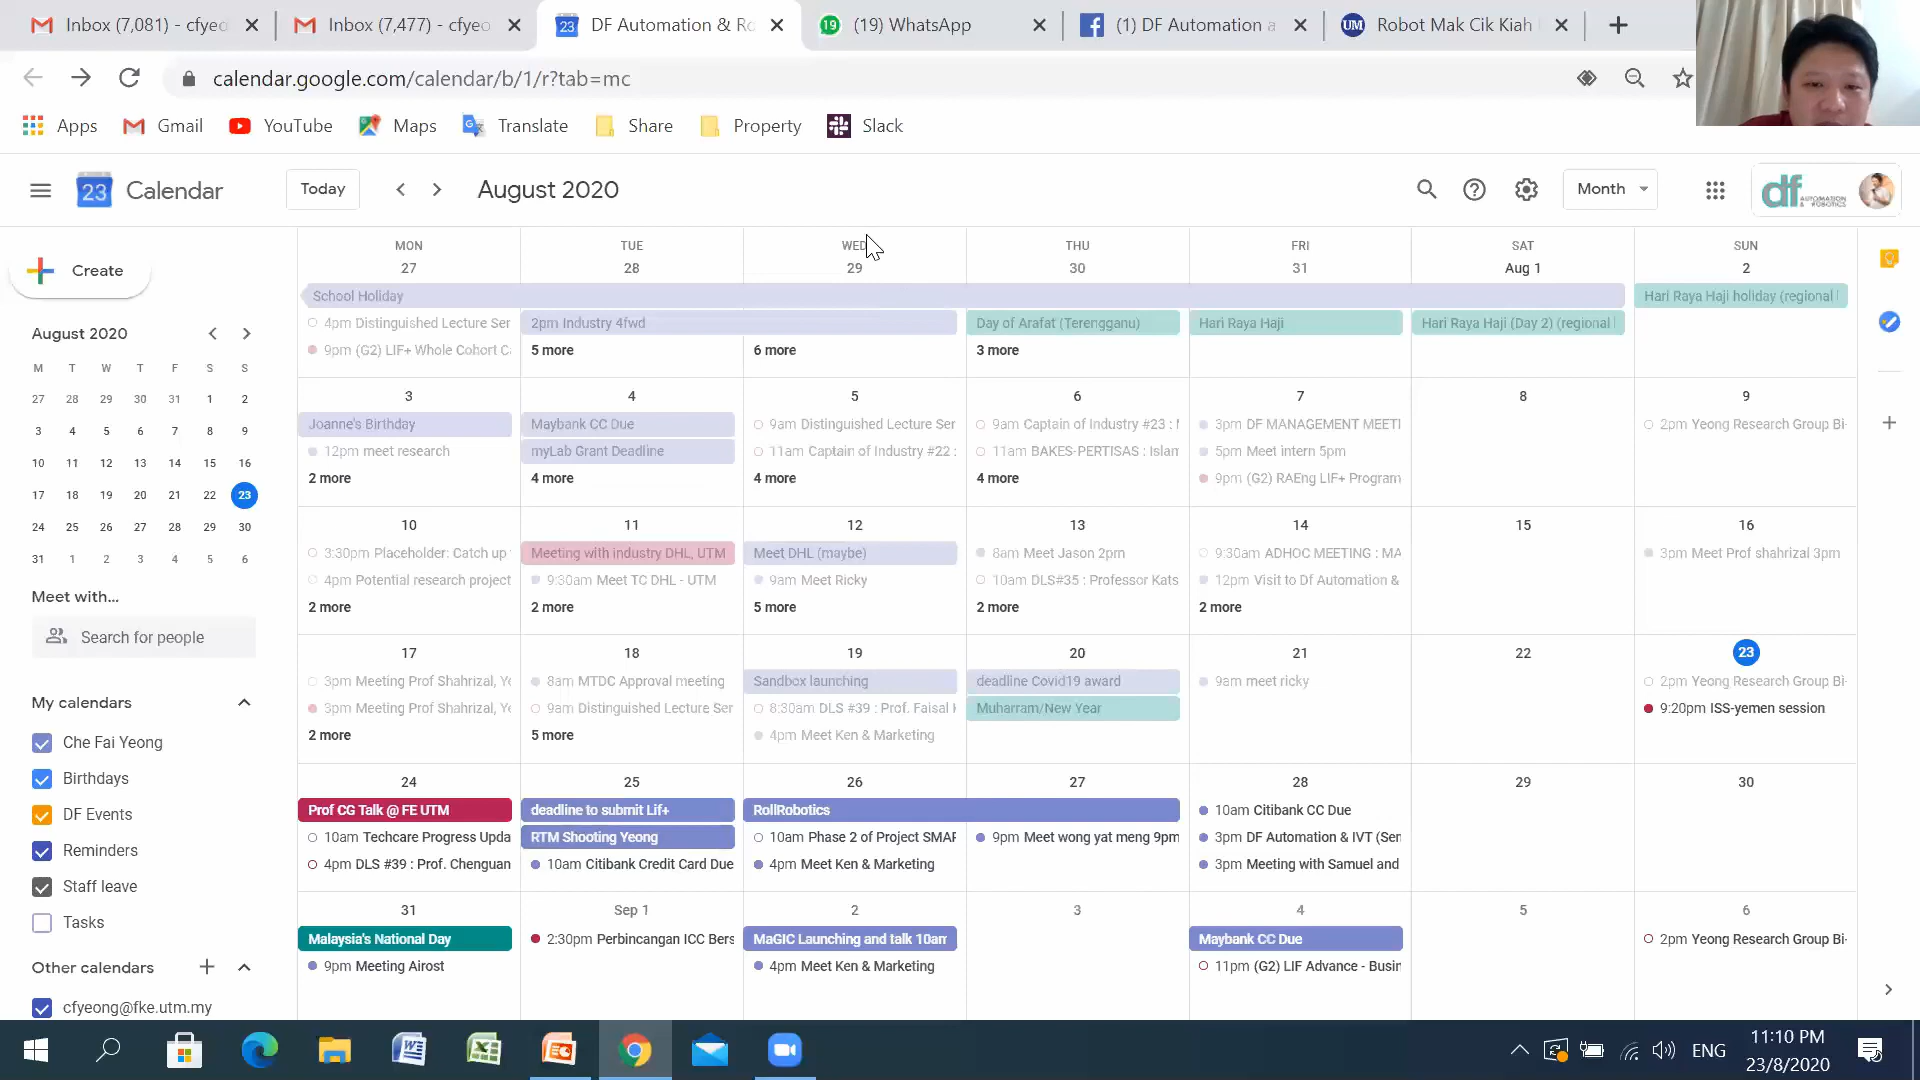 Inbox (7,081) - cfyeo
Inbox (7,477) - cfyeo
23 DF Automation & Ro
19 (19) WhatsApp
(1) DF Automation a
UM Robot Mak Cik Kiah
calendar.google.com/calendar/b/1/r?tab=mc
Apps Gmail YouTube Maps Translate Share Property Slack
23 Calendar Today August 2020 Month df AUTOMATION & ROBOTICS
Create
August 2020
M T W T F S S
27 28 29 30 31 1 2
3 4 5 6 7 8 9
10 11 12 13 14 15 16
17 18 19 20 21 22 23
24 25 26 27 28 29 30
31 1 2 3 4 5 6
Meet with...
Search for people
My calendars
Che Fai Yeong
Birthdays
DF Events
Reminders
Staff leave
Tasks
Other calendars
cfyeong@fke.utm.my
MON TUE WED THU FRI SAT SUN
27 28 29 30 31 Aug 1 2
School Holiday Hari Raya Haji holiday (regional
4pm Distinguished Lecture Ser 2pm Industry 4fwd Day of Arafat (Terengganu) Hari Raya Haji Hari Raya Haji (Day 2) (regional
9pm (G2) LIF+ Whole Cohort C 5 more 6 more 3 more
3 4 5 6 7 8 9
Joanne's Birthday Maybank CC Due 9am Distinguished Lecture Ser 9am Captain of Industry #23 : 3pm DF MANAGEMENT MEETI 2pm Yeong Research Group Bi-
12pm meet research myLab Grant Deadline 11am Captain of Industry #22 : 11am BAKES-PERTISAS : Islam 5pm Meet intern 5pm
2 more 4 more 4 more 4 more 9pm (G2) RAEng LIF+ Program
10 11 12 13 14 15 16
3:30pm Placeholder: Catch up Meeting with industry DHL, UTM Meet DHL (maybe) 8am Meet Jason 2pm 9:30am ADHOC MEETING : MA 3pm Meet Prof shahrizal 3pm
4pm Potential research project 9:30am Meet TC DHL - UTM 9am Meet Ricky 10am DLS#35 : Professor Kats 12pm Visit to Df Automation &
2 more 2 more 5 more 2 more 2 more
17 18 19 20 21 22 23
3pm Meeting Prof Shahrizal, Ye 8am MTDC Approval meeting Sandbox launching deadline Covid19 award 9am meet ricky 2pm Yeong Research Group Bi-
3pm Meeting Prof Shahrizal, Ye 9am Distinguished Lecture Ser 8:30am DLS #39 : Prof. Faisal Muharram/New Year 9:20pm ISS-yemen session
2 more 5 more 4pm Meet Ken & Marketing
24 25 26 27 28 29 30
Prof CG Talk @ FE UTM deadline to submit Lif+ RollRobotics 10am Citibank CC Due
10am Techcare Progress Upda RTM Shooting Yeong 10am Phase 2 of Project SMAF 9pm Meet wong yat meng 9pm 3pm DF Automation & IVT (Sen
4pm DLS #39 : Prof. Chenguan 10am Citibank Credit Card Due 4pm Meet Ken & Marketing 3pm Meeting with Samuel and
31 Sep 1 2 3 4 5 6
Malaysia's National Day 2:30pm Perbincangan ICC Bers MaGIC Launching and talk 10am Maybank CC Due 2pm Yeong Research Group Bi-
9pm Meeting Airost 4pm Meet Ken & Marketing 11pm (G2) LIF Advance - Busin
ENG 11:10 PM
23/8/2020